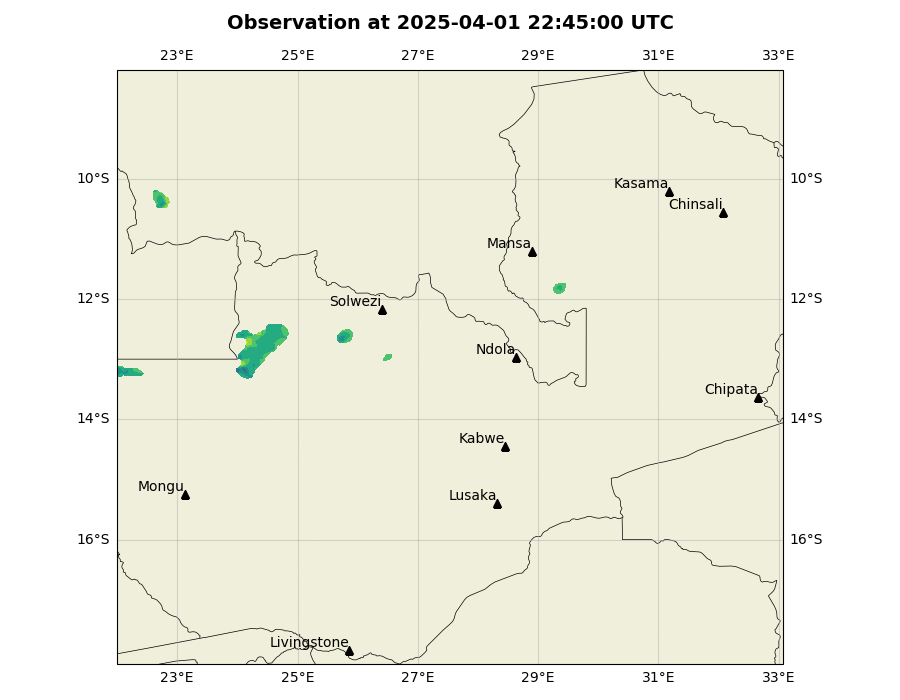 Observation at 2025-04-01 22:45:00 UTC
23°E 25°E 27°E 29°E 31°E 33°E
10°S 10°S
Kasama
Chinsali
Mansa
12°S 12°S
Solwezi
Ndola
Chipata
14°S 14°S
Kabwe
Mongu
Lusaka
16°S 16°S
Livingstone
23°E 25°E 27°E 29°E 31°E 33°E